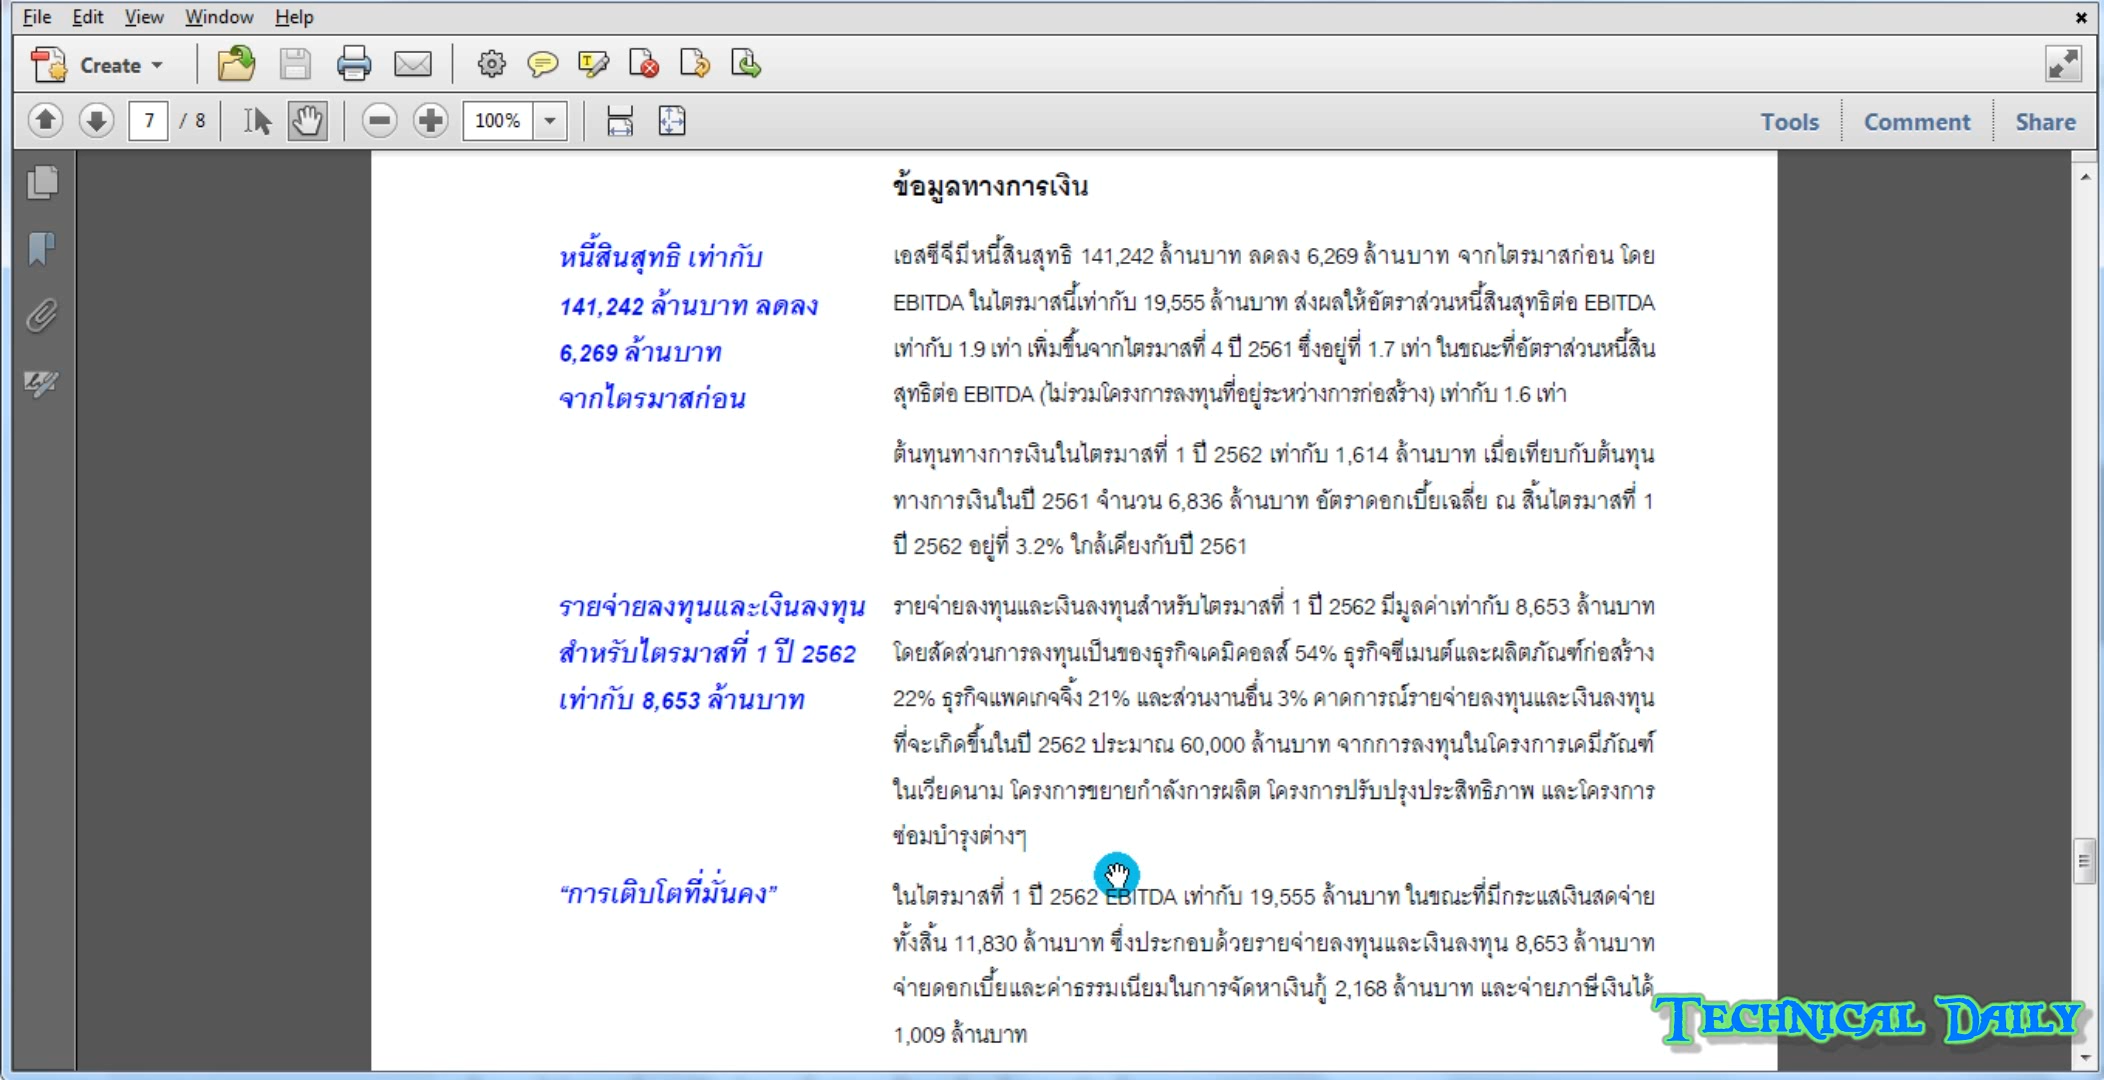 File Edit View Window Help
Create
7 / 8 100% Tools Comment Share
ข้อมูลทางการเงิน
หนี้สินสุทธิ เท่ากับ
141,242 ล้านบาท ลดลง
6,269 ล้านบาท
จากไตรมาสก่อน
เอสซีจีมีหนี้สินสุทธิ 141,242 ล้านบาท ลดลง 6,269 ล้านบาท จากไตรมาสก่อน โดย
EBITDA ในไตรมาสนี้เท่ากับ 19,555 ล้านบาท ส่งผลให้อัตราส่วนหนี้สินสุทธิต่อ EBITDA
เท่ากับ 1.9 เท่า เพิ่มขึ้นจากไตรมาสที่ 4 ปี 2561 ซึ่งอยู่ที่ 1.7 เท่า ในขณะที่อัตราส่วนหนี้สิน
สุทธิต่อ EBITDA (ไม่รวมโครงการลงทุนที่อยู่ระหว่างการก่อสร้าง) เท่ากับ 1.6 เท่า
ต้นทุนทางการเงินในไตรมาสที่ 1 ปี 2562 เท่ากับ 1,614 ล้านบาท เมื่อเทียบกับต้นทุน
ทางการเงินในปี 2561 จำนวน 6,836 ล้านบาท อัตราดอกเบี้ยเฉลี่ย ณ สิ้นไตรมาสที่ 1
ปี 2562 อยู่ที่ 3.2% ใกล้เคียงกับปี 2561
รายจ่ายลงทุนและเงินลงทุน
สำหรับไตรมาสที่ 1 ปี 2562
เท่ากับ 8,653 ล้านบาท
รายจ่ายลงทุนและเงินลงทุนสำหรับไตรมาสที่ 1 ปี 2562 มีมูลค่าเท่ากับ 8,653 ล้านบาท
โดยสัดส่วนการลงทุนเป็นของธุรกิจเคมิคอลส์ 54% ธุรกิจซีเมนต์และผลิตภัณฑ์ก่อสร้าง
22% ธุรกิจแพคเกจจิ้ง 21% และส่วนงานอื่น 3% คาดการณ์รายจ่ายลงทุนและเงินลงทุน
ที่จะเกิดขึ้นในปี 2562 ประมาณ 60,000 ล้านบาท จากการลงทุนในโครงการเคมีภัณฑ์
ในเวียดนาม โครงการขยายกำลังการผลิต โครงการปรับปรุงประสิทธิภาพ และโครงการ
ซ่อมบำรุงต่างๆ
“การเติบโตที่มั่นคง”
ในไตรมาสที่ 1 ปี 2562 EBITDA เท่ากับ 19,555 ล้านบาท ในขณะที่มีกระแสเงินสดจ่าย
ทั้งสิ้น 11,830 ล้านบาท ซึ่งประกอบด้วยรายจ่ายลงทุนและเงินลงทุน 8,653 ล้านบาท
จ่ายดอกเบี้ยและค่าธรรมเนียมในการจัดหาเงินกู้ 2,168 ล้านบาท และจ่ายภาษีเงินได้
1,009 ล้านบาท
TECHNICAL DAILY